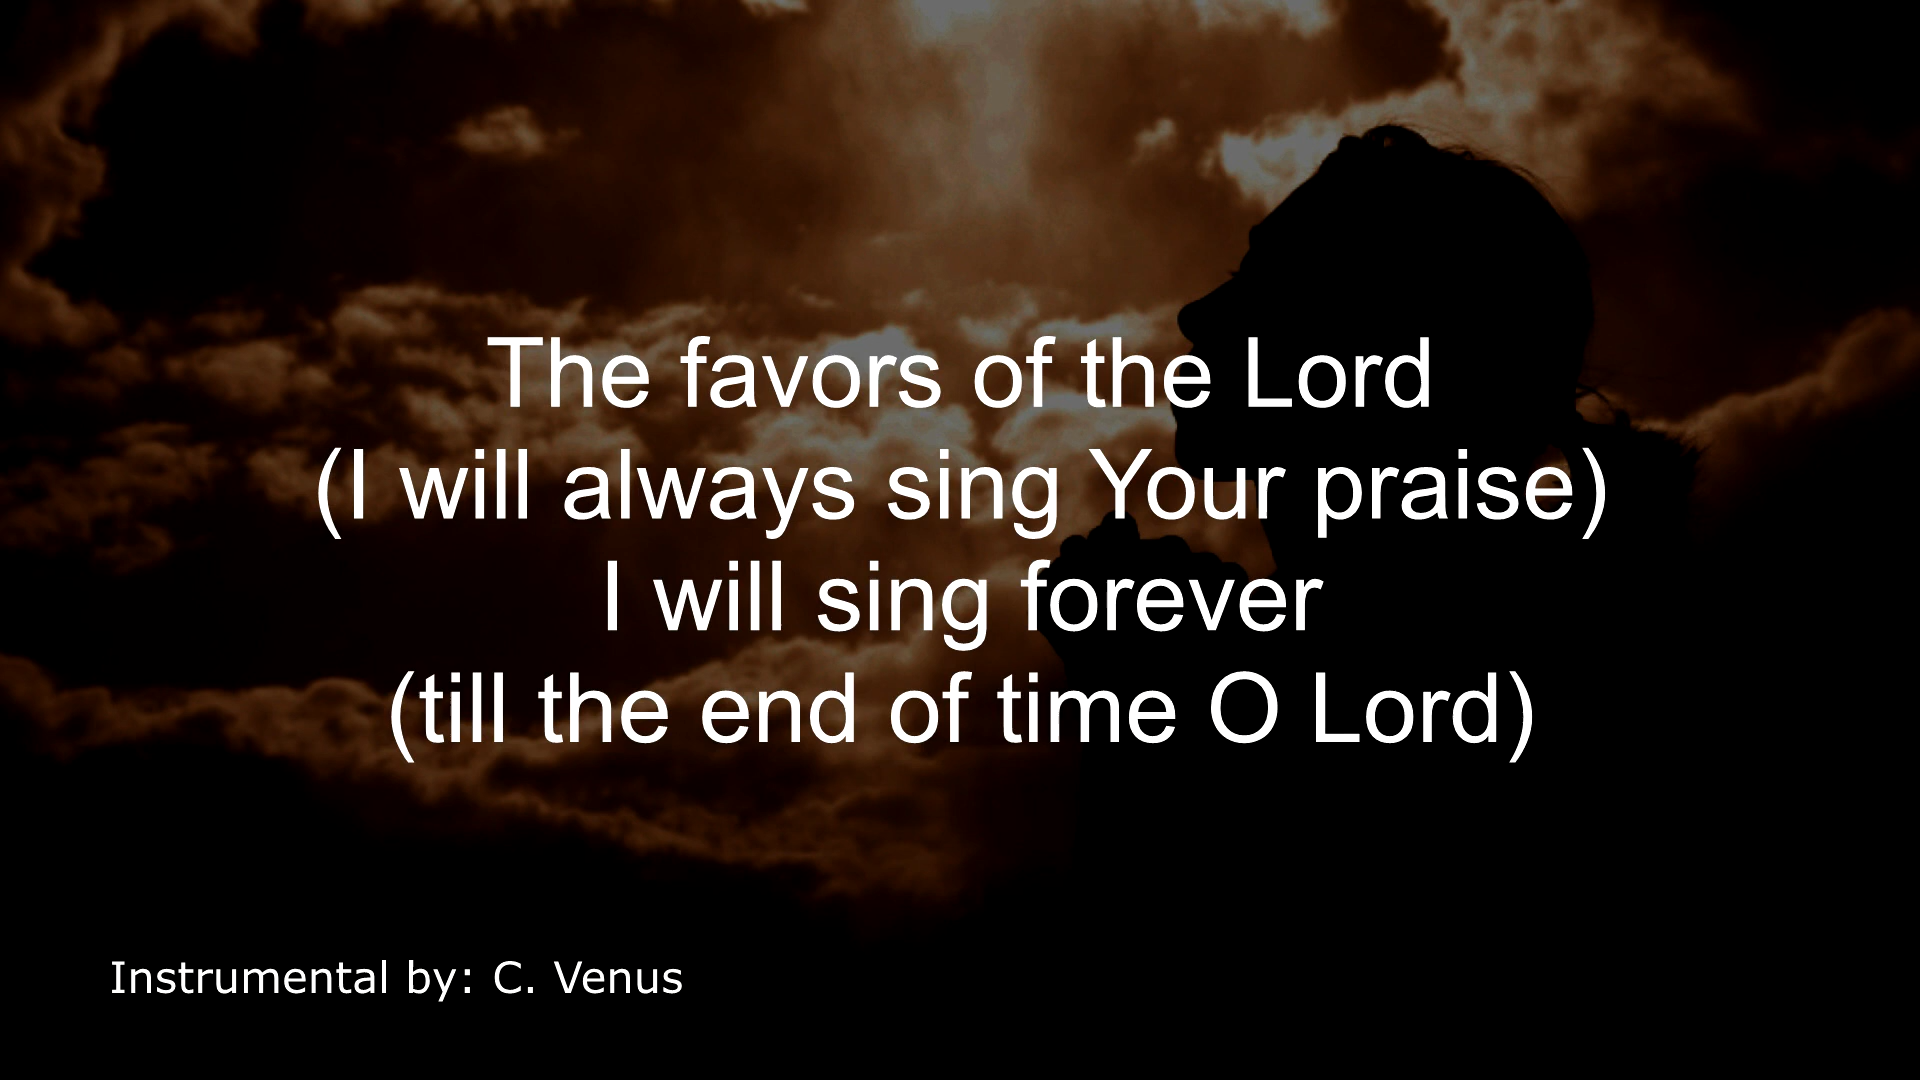 The favors of the Lord
(I will always sing Your praise)
I will sing forever
(till the end of time O Lord)
Instrumental by: C. Venus